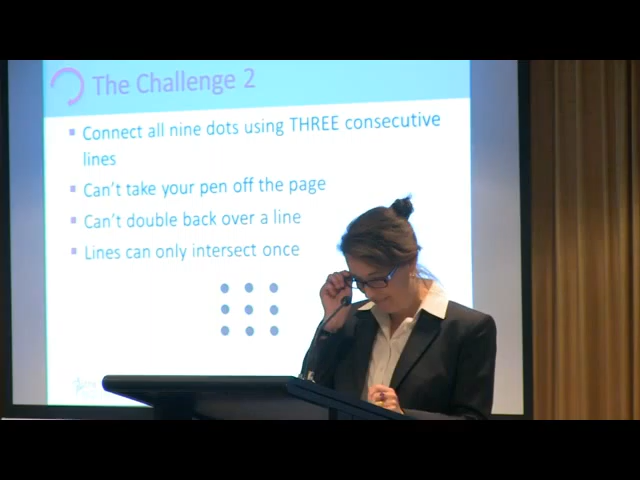 The Challenge 2
Connect all nine dots using THREE consecutive
lines
Can't take your pen off the page
Can't double back over a line
Lines can only intersect once